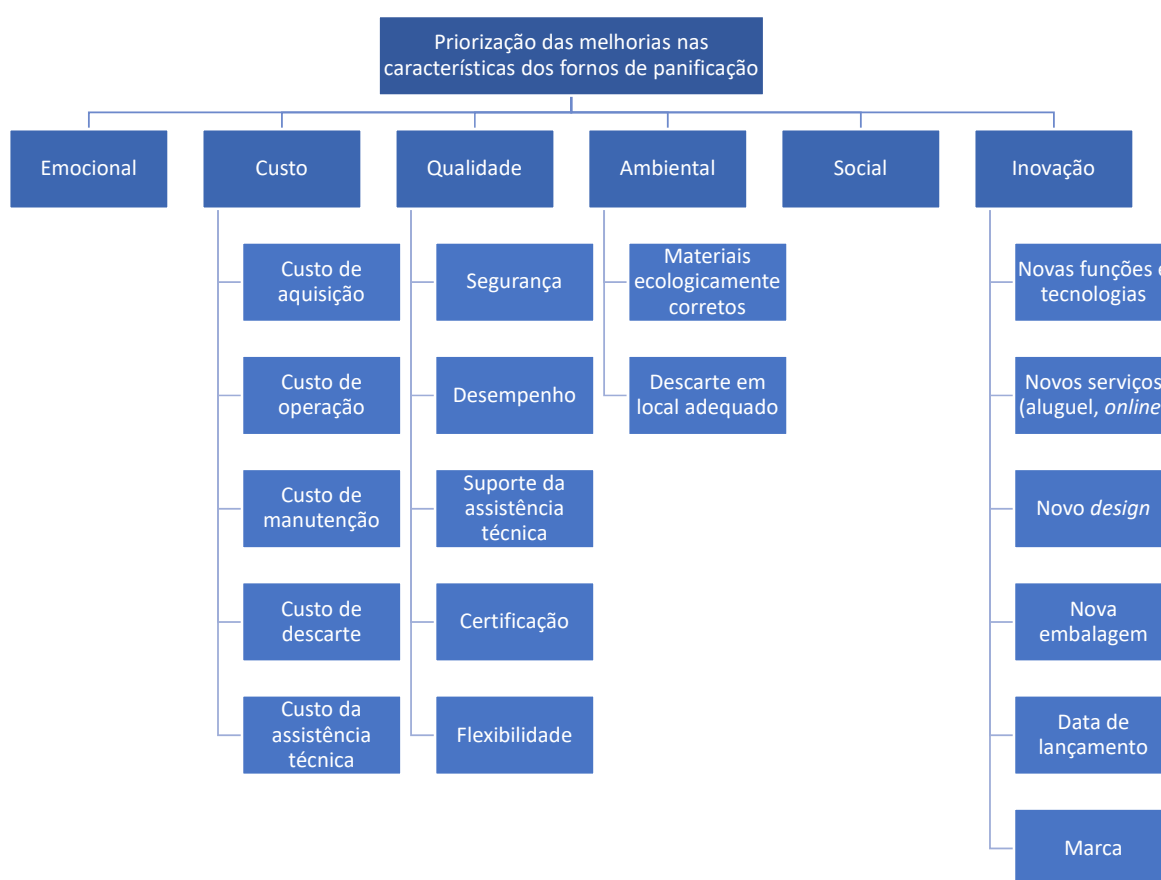 Priorização das melhorias nas
características dos fornos de panificação
Emocional
Custo
Qualidade
Ambiental
Social
Inovação
Custo de
aquisição
Custo de
operação
Custo de
manutenção
Custo de
descarte
Custo da
assistência
técnica
Segurança
Desempenho
Suporte da
assistência
técnica
Certificação
Flexibilidade
Materiais
ecologicamente
corretos
Descarte em
local adequado
Novas funções e
tecnologias
Novos serviços
(aluguel, online
Novo design
Nova
embalagem
Data de
lançamento
Marca